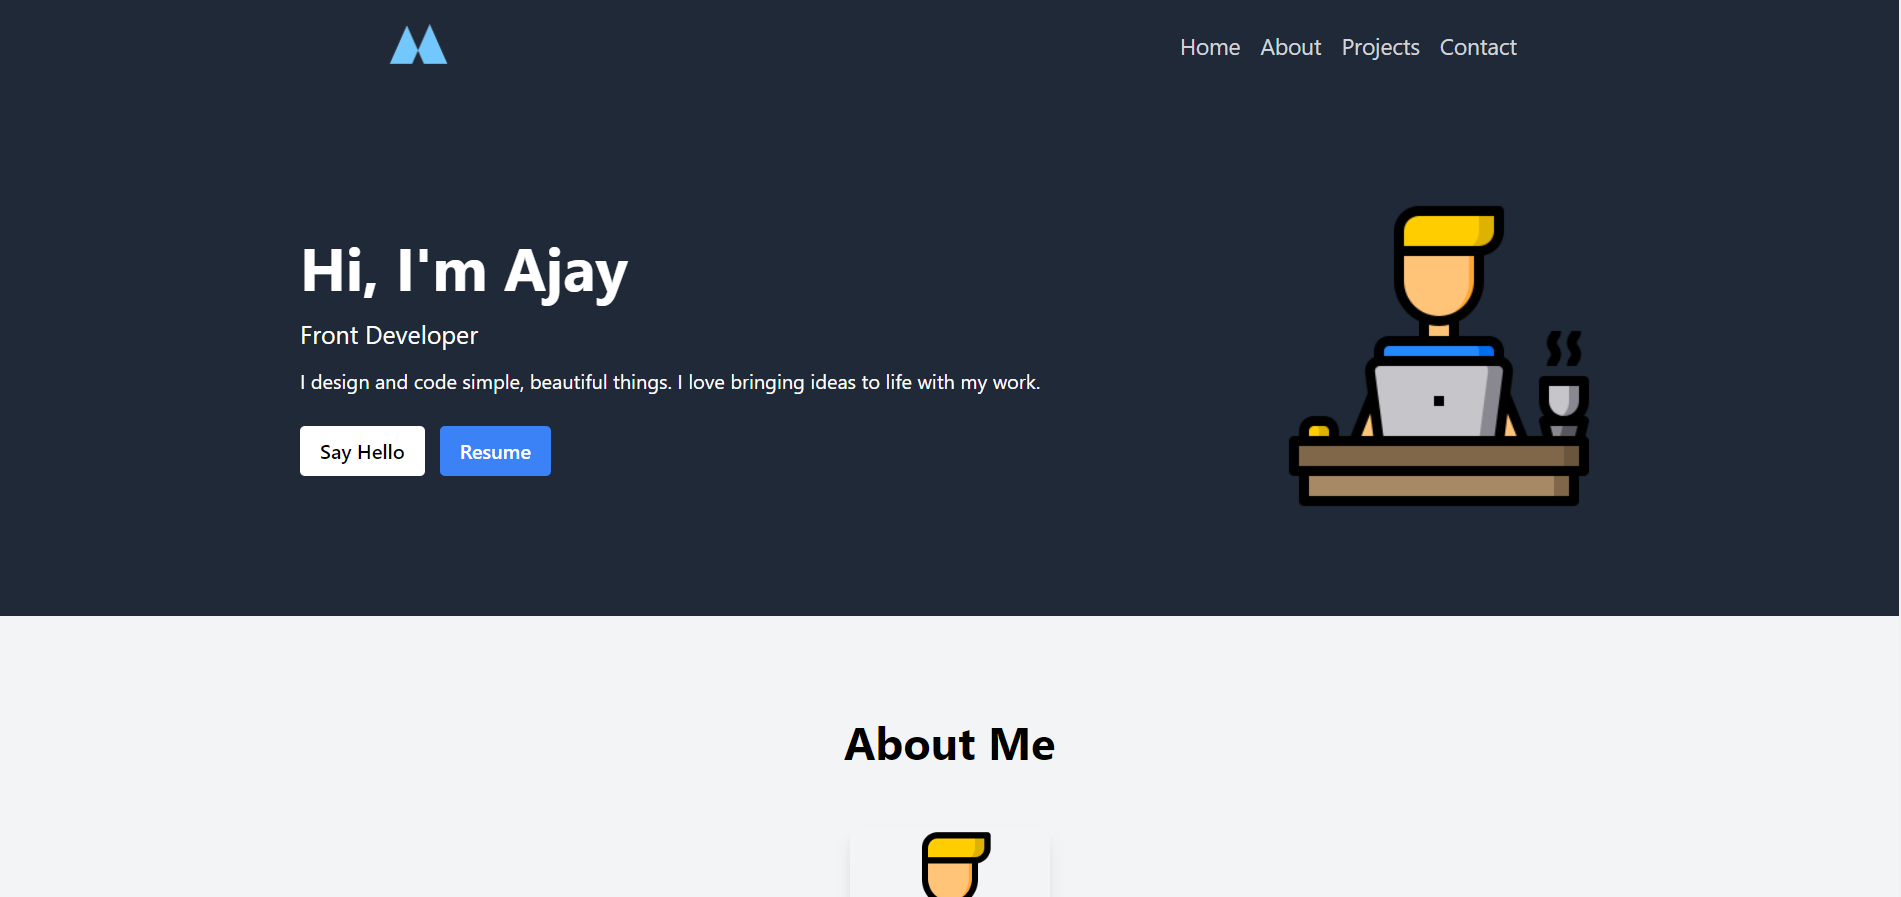 Home About Projects Contact
Hi, I'm Ajay
Front Developer
I design and code simple, beautiful things. I love bringing ideas to life with my work.
Say Hello Resume
About Me